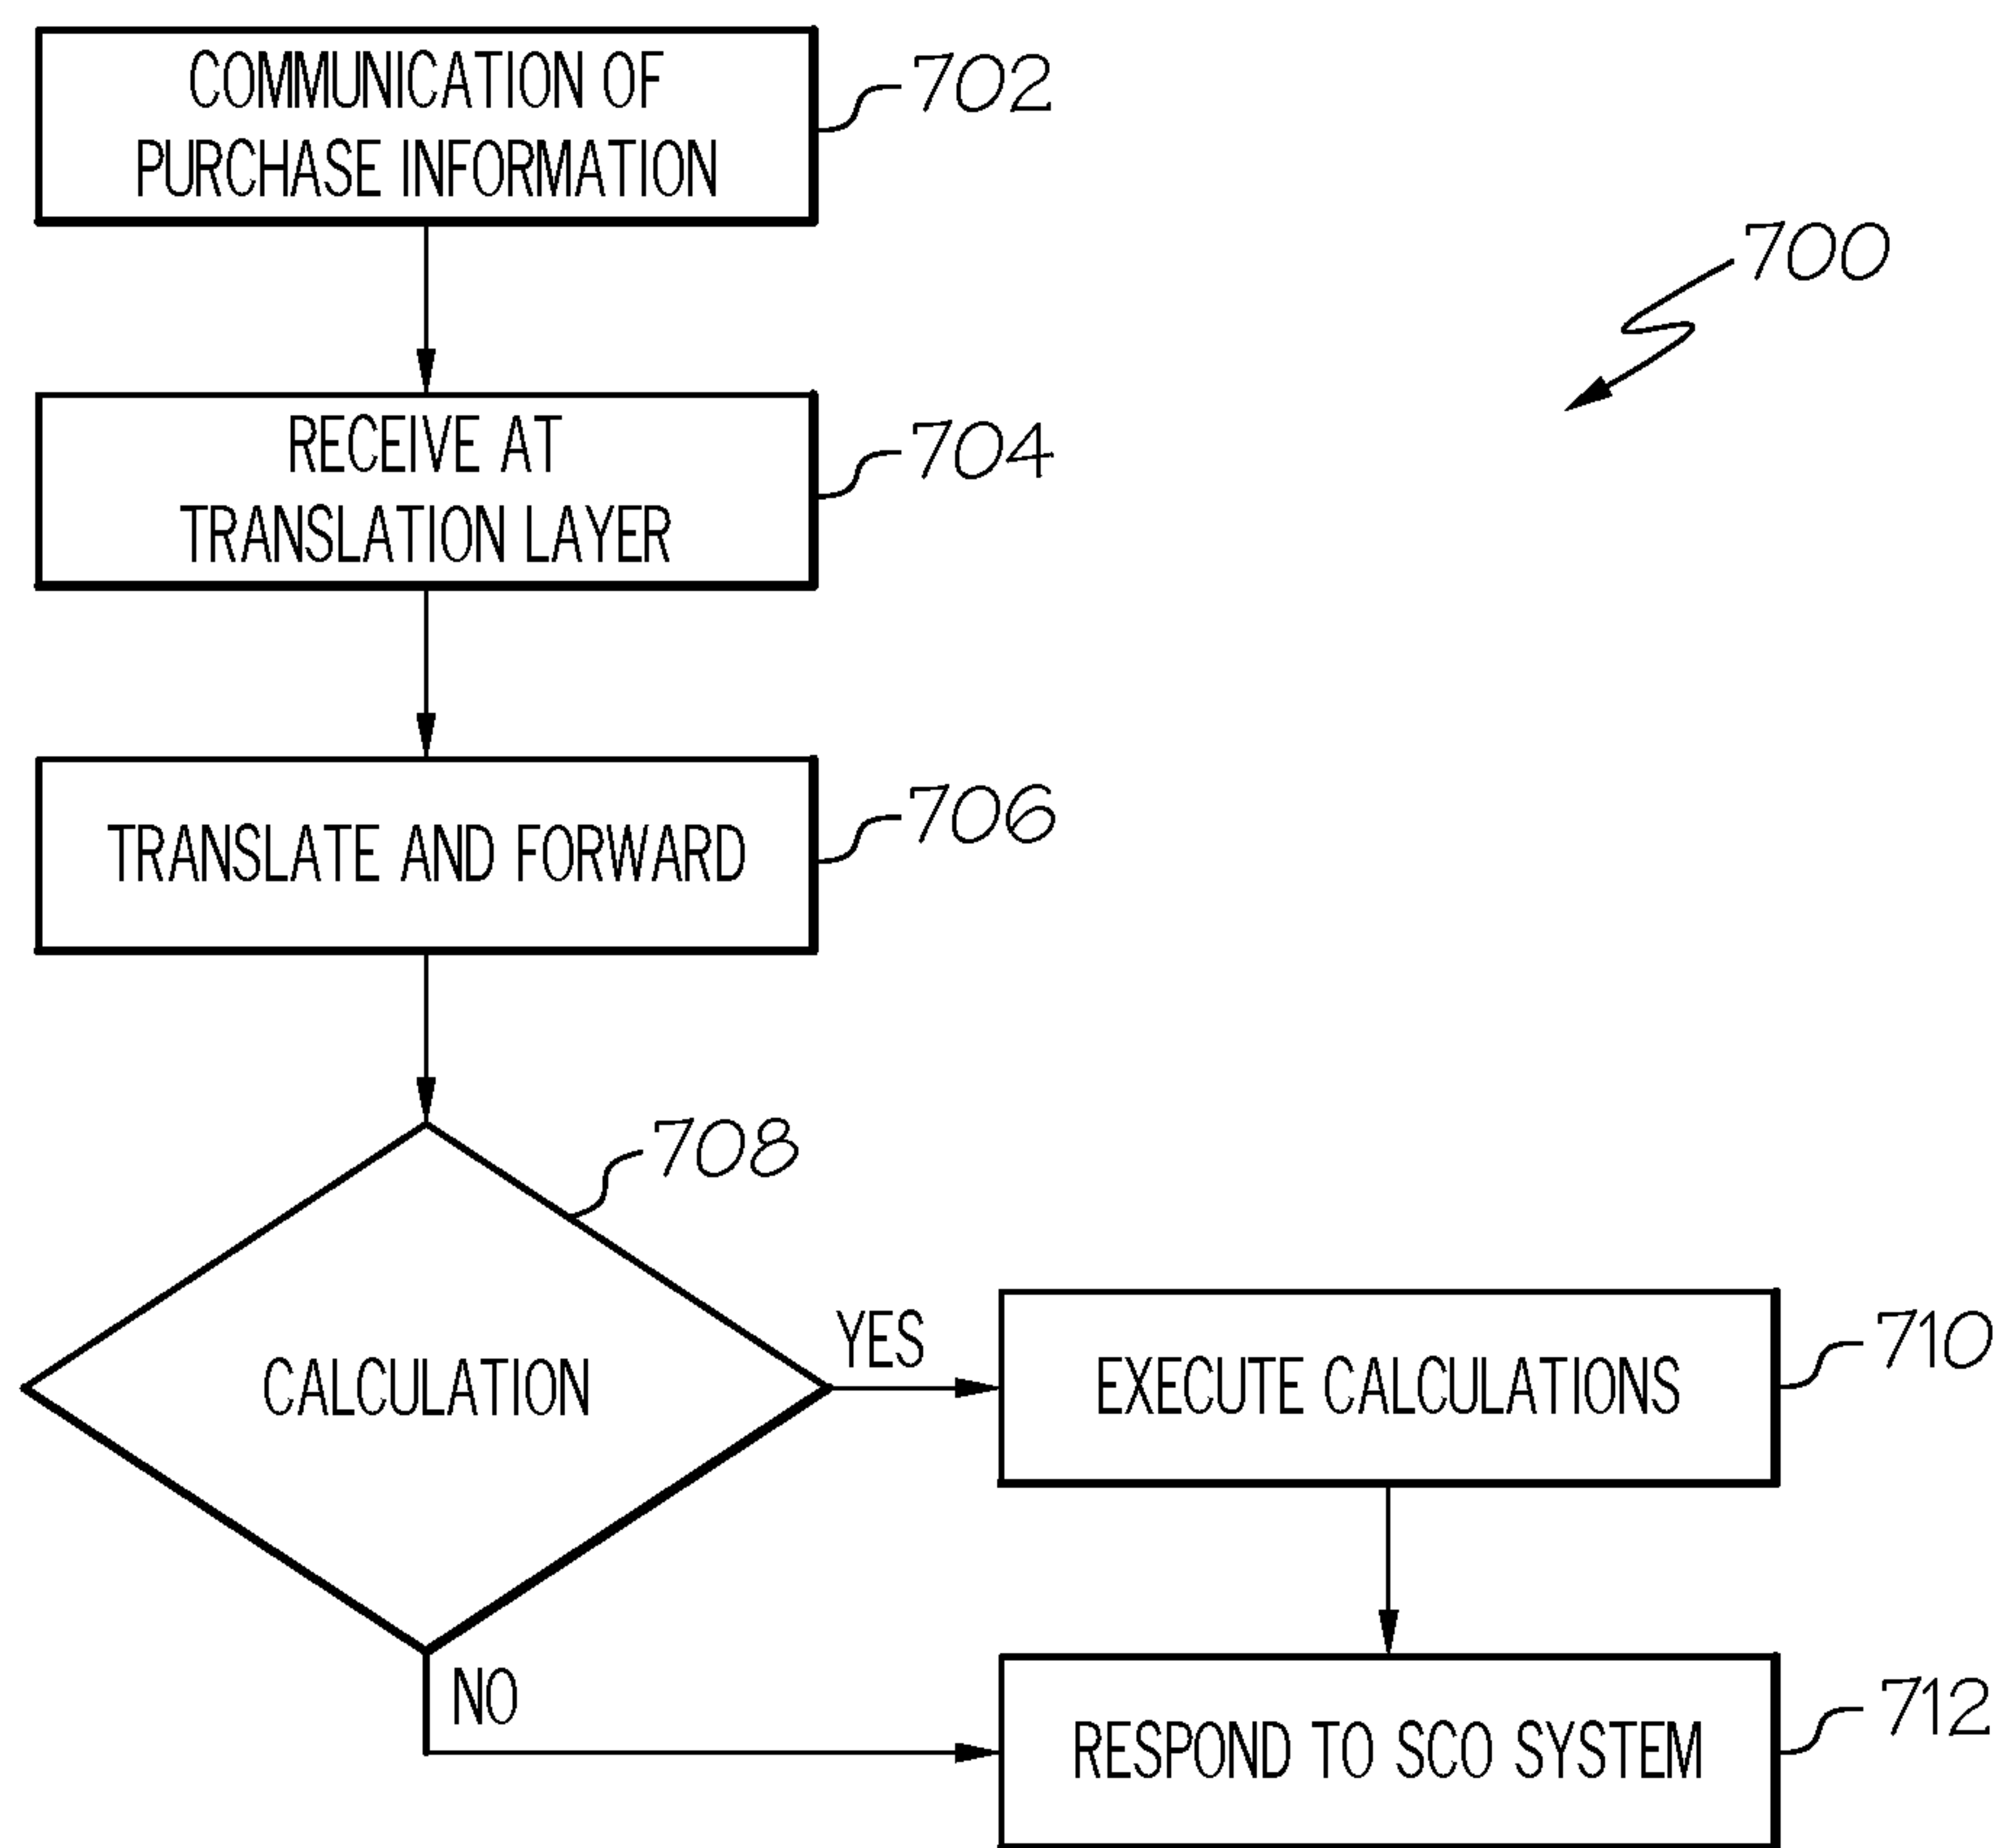 COMMUNICATION OF
PURCHASE INFORMATION
702
700
RECEIVE AT
TRANSLATION LAYER
704
TRANSLATE AND FORWARD
706
708
CALCULATION
YES
EXECUTE CALCULATIONS
710
NO
RESPOND TO SCO SYSTEM
712